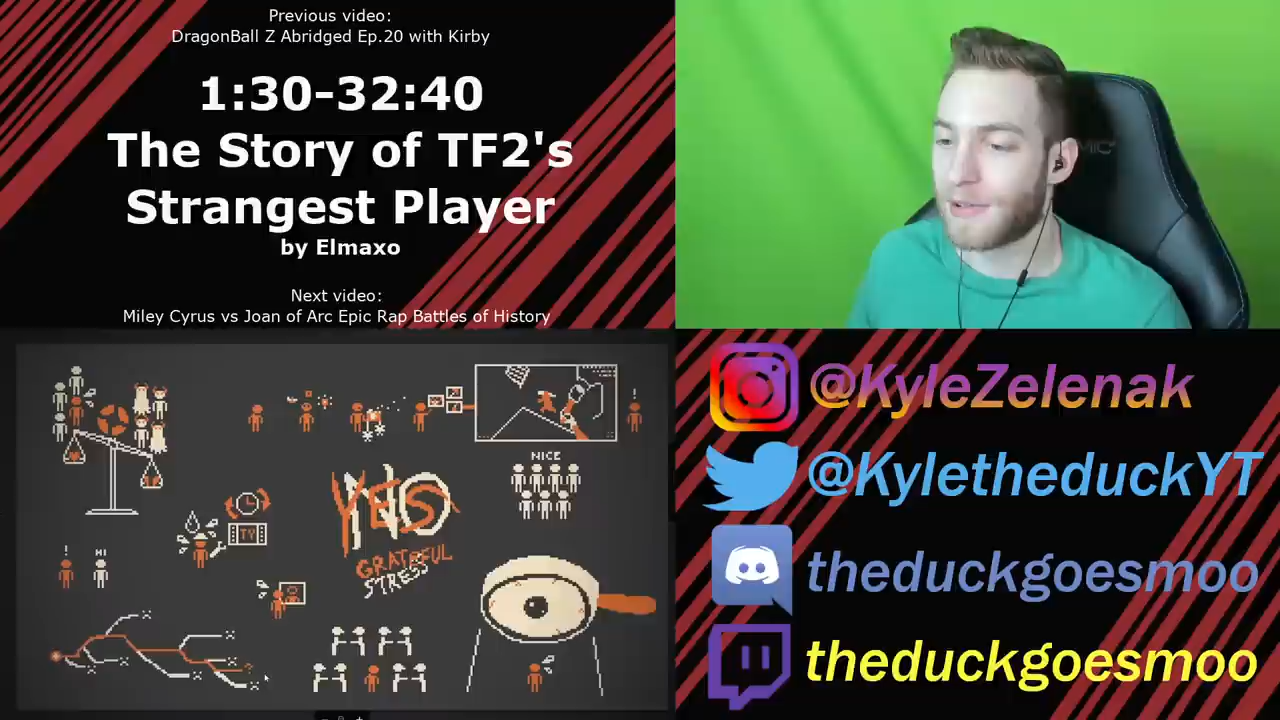 Previous video:
DragonBall Z Abridged Ep.20 with Kirby
1:30-32:40
The Story of TF2's
Strangest Player
by Elmaxo
Next video:
Miley Cyrus vs Joan of Arc Epic Rap Battles of History
NICE
TV
YES
NO
GRATEFUL
STRESS
! HI
!
@KyleZelenak
@KyletheduckYT
theduckgoesmoo
theduckgoesmoo